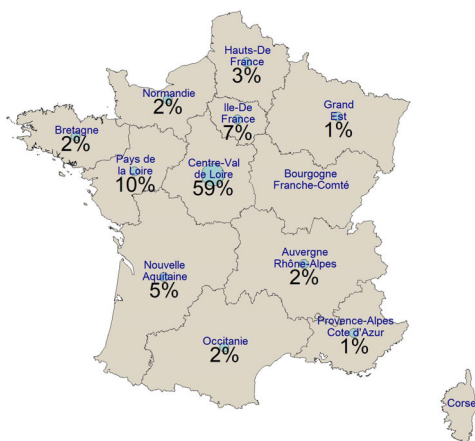 Hauts-De
France
3%
Normandie
2%
Ile-De
France
7%
Grand
Est
1%
Bretagne
2%
Pays de
la Loire
10%
Centre-Val
de Loire
59%
Bourgogne
Franche-Comté
Nouvelle
Aquitaine
5%
Auvergne
Rhône-Alpes
2%
Occitanie
2%
Provence-Alpes
Cote d'Azur
1%
Corse